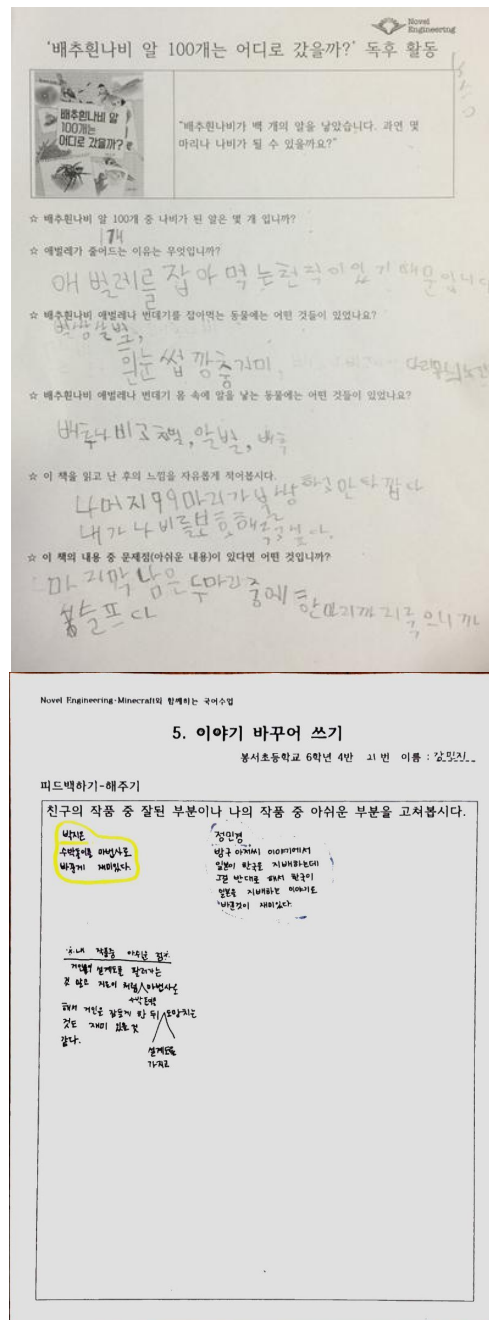 Novel
Engineering
'배추흰나비 알 100개는 어디로 갔을까?' 독후 활동
배추흰나비 알
100개는
어디로 갔을까?
"배추흰나비가 백 개의 알을 낳았습니다. 과연 몇
마리나 나비가 될 수 있을까요?"
☆ 배추흰나비 알 100개 중 나비가 된 알은 몇 개 입니까?
☆ 애벌레가 줄어드는 이유는 무엇입니까?
애벌레를 잡아 먹는 천적이 있기 때문입니다
☆ 배추흰나비 애벌레나 번데기를 잡아먹는 동물에는 어떤 것들이 있었나요?
흰눈썹깡충거미,
☆ 배추흰나비 애벌레나 번데기 몸 속에 알을 낳는 동물에는 어떤 것들이 있었나요?
배추나비고치벌, 알벌, 배추
☆ 이 책을 읽고 난 후의 느낌을 자유롭게 적어봅시다.
나머지 99마리가 불쌍하고 안타깝다
내가 나비를 보호해
☆ 이 책의 내용 중 문제점(아쉬운 내용)이 있다면 어떤 것입니까?
마지막 남은 두마리 중에 한마리까지 죽으니까
슬프다
Novel Engineering-Minecraft와 함께하는 국어수업
5. 이야기 바꾸어 쓰기
봉서초등학교 6학년 4반 21번 이름 : 강민지
피드백하기-해주기
친구의 작품 중 잘된 부분이나 나의 작품 중 아쉬운 부분을 고쳐봅시다.
박지은
수박돌이를 마법사로
바꾼게 재미있다.
정민경
방구 아저씨 이야기에서
일본이 한국을 지배하는데
그걸 반대로 해서 한국이
일본을 지배하는 이야기로
바꾼것이 재미있다.
※내 작품중 아쉬운 점※
설계도를 팔러가는
것 말고 지은이 처럼 마법사로
해서 거인을 잠들게 한 뒤 도망치는
것도 재미 있을 것
같다.
설계도를
가지고